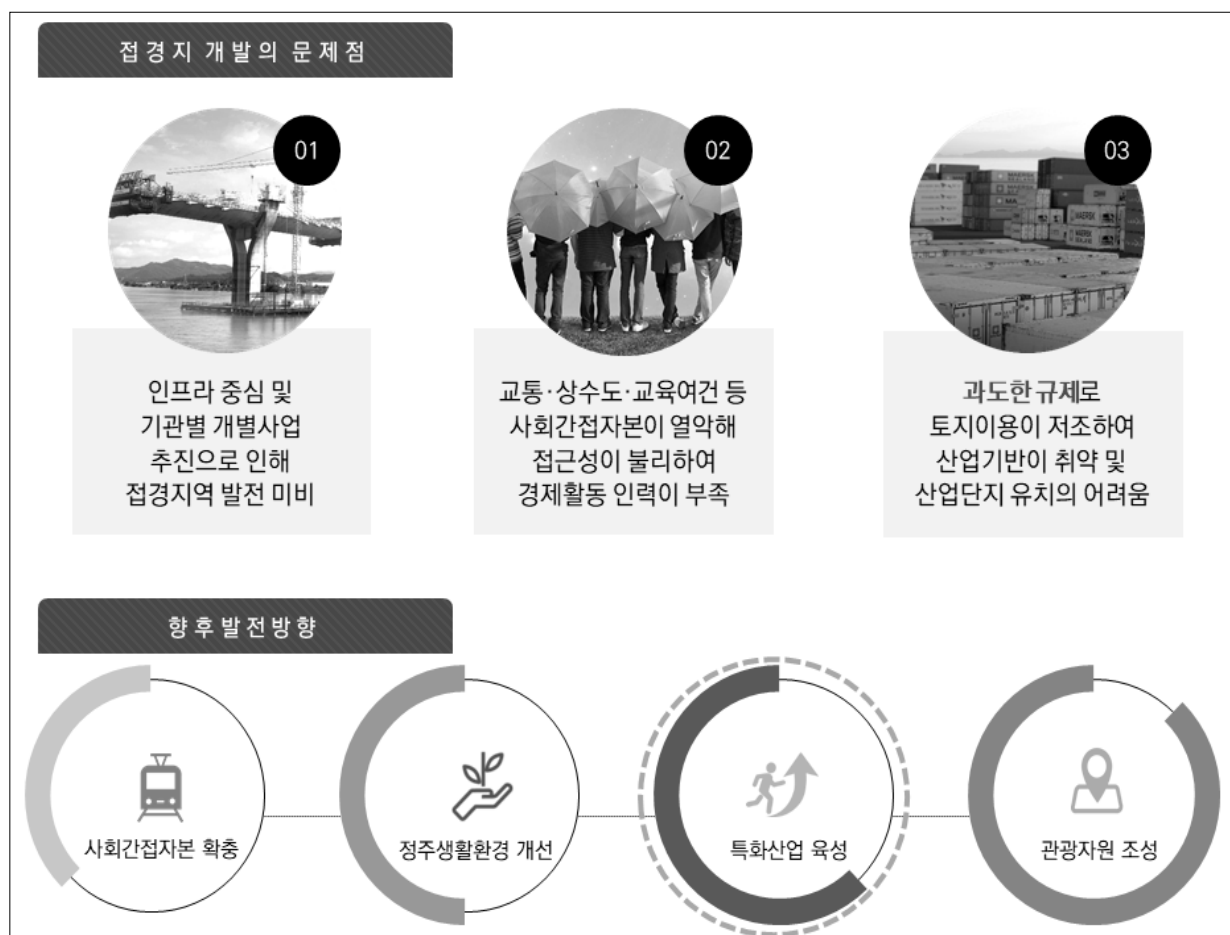 접경지 개발의 문제점
01
02
03
MAERSK
MAERSK
SEALAND
인프라 중심 및
기관별 개별사업
추진으로 인해
접경지역 발전 미비
교통·상수도·교육여건 등
사회간접자본이 열악해
접근성이 불리하여
경제활동 인력이 부족
과도한 규제로
토지이용이 저조하여
산업기반이 취약 및
산업단지 유치의 어려움
향후발전방향
사회간접자본 확충
정주생활환경 개선
특화산업 육성
관광자원 조성